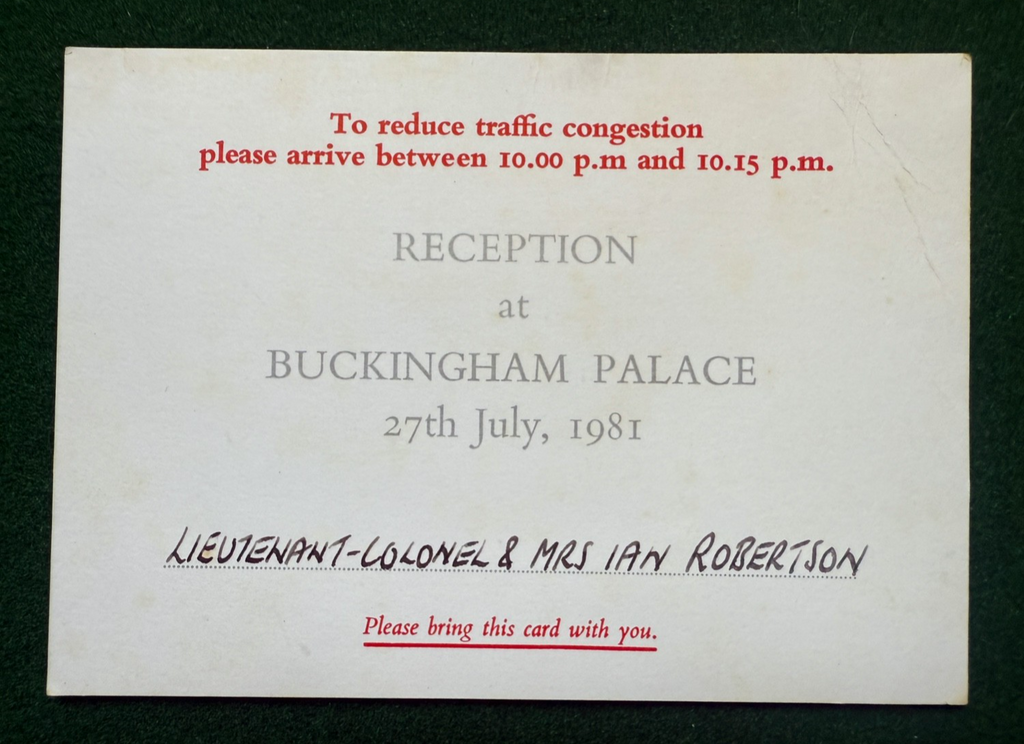 To reduce traffic congestion
please arrive between 10.00 p.m and 10.15 p.m.
RECEPTION
at
BUCKINGHAM PALACE
27th July, 1981
LIEUTENANT-COLONEL & MRS IAN ROBERTSON
Please bring this card with you.